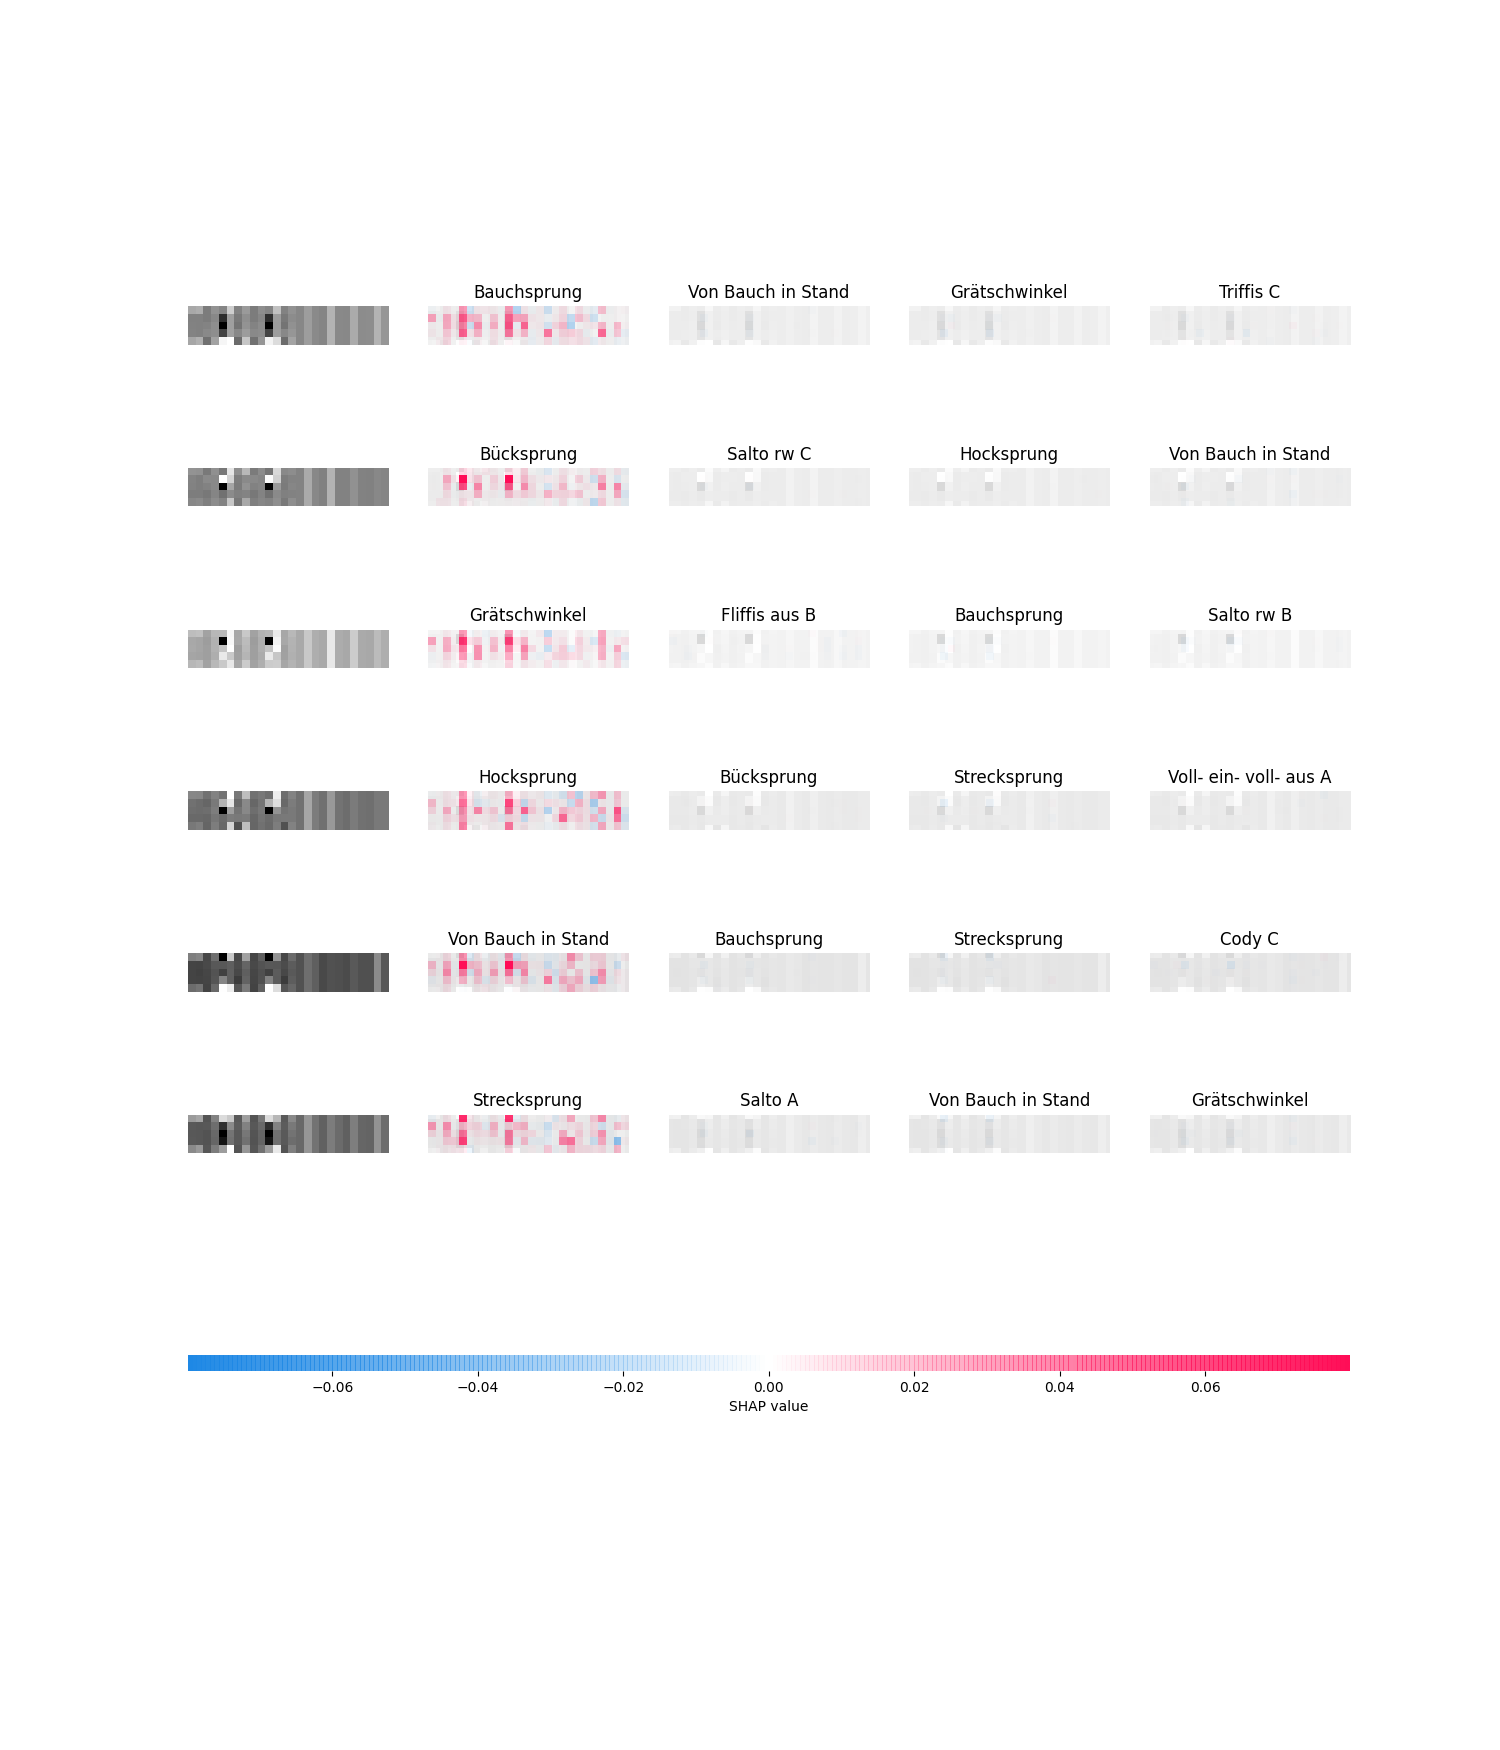 Bauchsprung Von Bauch in Stand Grätschwinkel Triffis C
Bücksprung Salto rw C Hocksprung Von Bauch in Stand
Grätschwinkel Fliffis aus B Bauchsprung Salto rw B
Hocksprung Bücksprung Strecksprung Voll- ein- voll- aus A
Von Bauch in Stand Bauchsprung Strecksprung Cody C
Strecksprung Salto A Von Bauch in Stand Grätschwinkel
−0.06 −0.04 −0.02 0.00 0.02 0.04 0.06
SHAP value